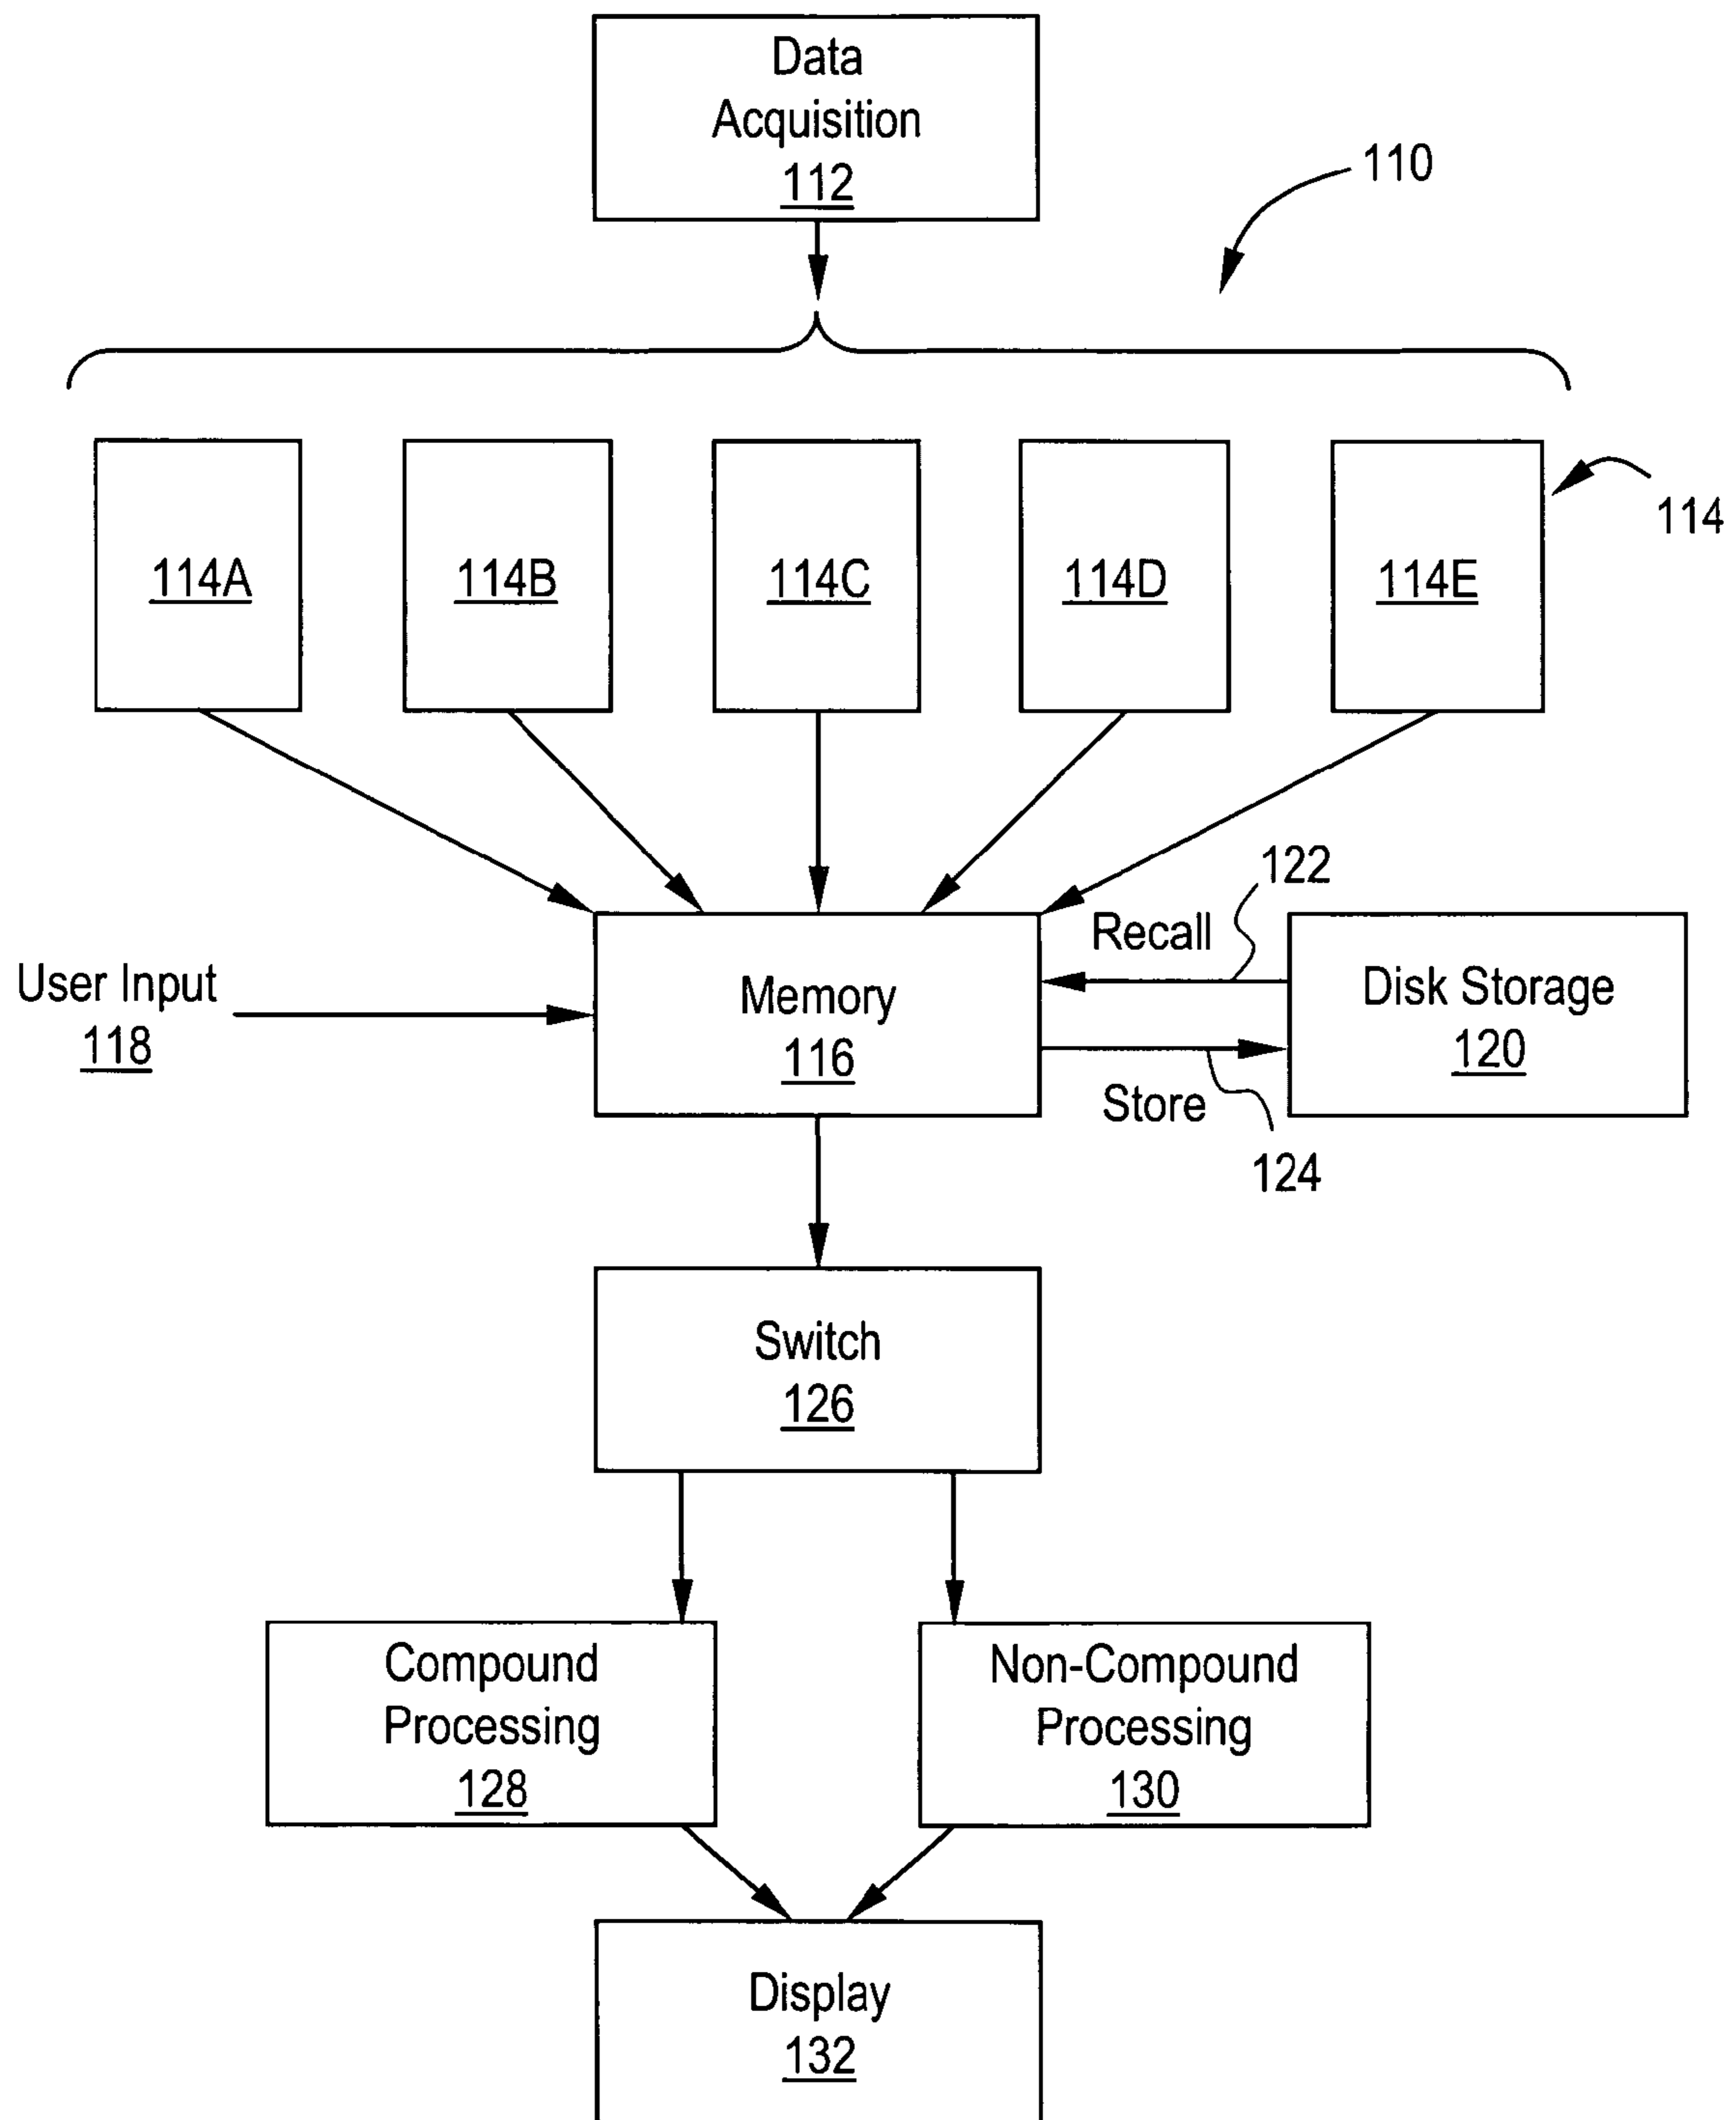 Data
Acquisition
112
110
114A
114B
114C
114D
114E
114
122
Recall
User Input
118
Memory
116
Disk Storage
120
Store
124
Switch
126
Compound
Processing
128
Non-Compound
Processing
130
Display
132